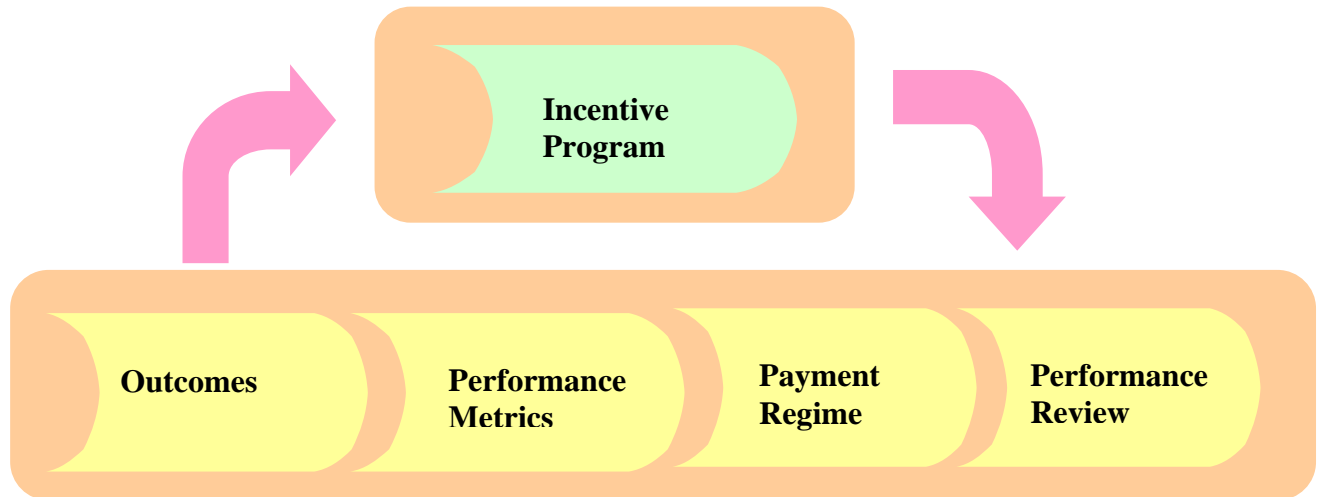 Incentive
Program
Outcomes
Performance
Metrics
Payment
Regime
Performance
Review